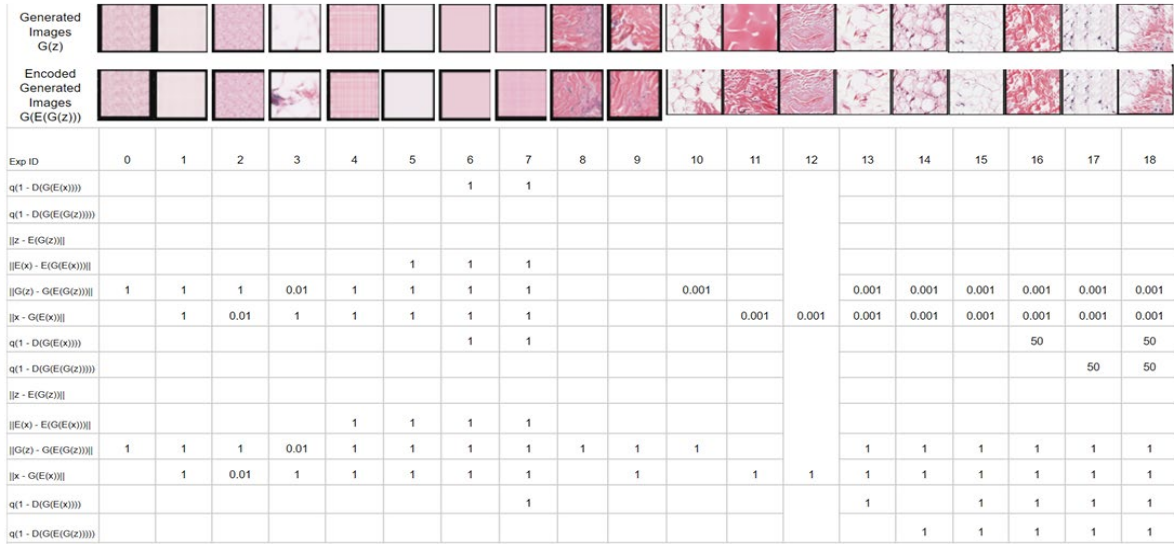 Generated
Images
G(z)
Encoded
Generated
Images
G(E(G(z)))
Exp ID 0 1 2 3 4 5 6 7 8 9 10 11 12 13 14 15 16 17 18
q(1 - D(G(E(x)))) 1 1
q(1 - D(G(E(G(z)))))
||z - E(G(z))||
||E(x) - E(G(E(x)))|| 1 1 1
||G(z) - G(E(G(z)))|| 1 1 1 0.01 1 1 1 1 0.001 0.001 0.001 0.001 0.001 0.001 0.001
||x - G(E(x))|| 1 0.01 1 1 1 1 1 0.001 0.001 0.001 0.001 0.001 0.001 0.001 0.001
q(1 - D(G(E(x)))) 1 1 50 50
q(1 - D(G(E(G(z))))) 50 50
||z - E(G(z))||
||E(x) - E(G(E(x)))|| 1 1 1 1
||G(z) - G(E(G(z)))|| 1 1 1 0.01 1 1 1 1 1 1 1 1 1 1 1 1 1
||x - G(E(x))|| 1 0.01 1 1 1 1 1 1 1 1 1 1 1 1 1 1
q(1 - D(G(E(x)))) 1 1 1 1 1 1
q(1 - D(G(E(G(z))))) 1 1 1 1 1